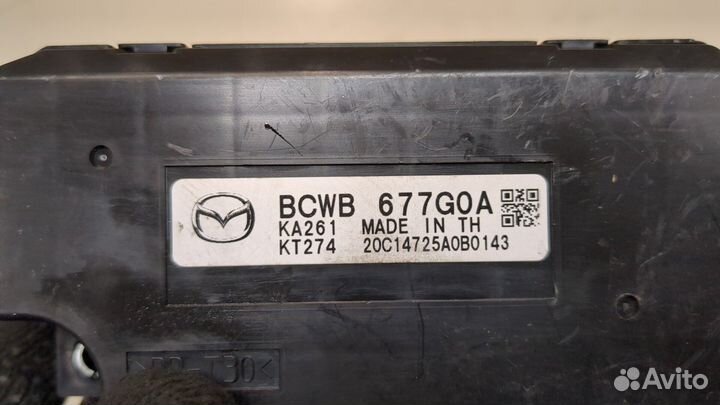 BCWB 677G0A
KA261 MADE IN TH
KT274 20C14725A0B0143
Avito